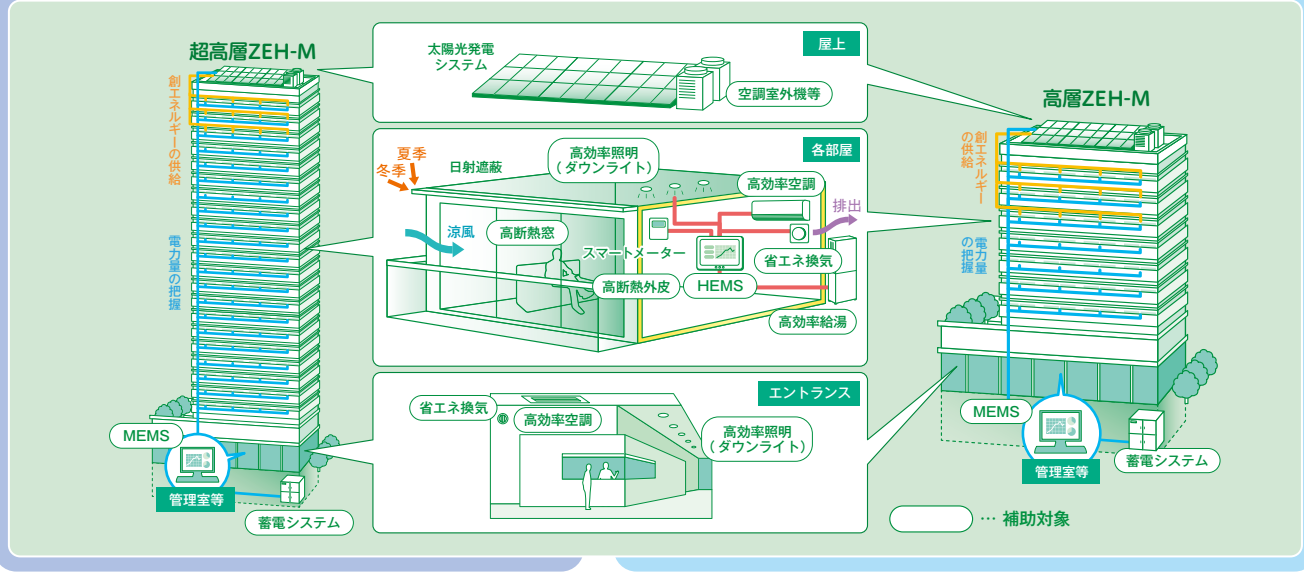 超高層ZEH-M
創エネルギーの供給
電力量の把握
MEMS
管理室等
蓄電システム
屋上
太陽光発電
システム
空調室外機等
各部屋
夏季
冬季
日射遮蔽
高効率照明
（ダウンライト）
高効率空調
排出
涼風
高断熱窓
スマートメーター
省エネ換気
高断熱外皮
HEMS
高効率給湯
エントランス
省エネ換気
高効率空調
高効率照明
（ダウンライト）
高層ZEH-M
創エネルギー
の供給
電力量
の把握
MEMS
管理室等
蓄電システム
… 補助対象